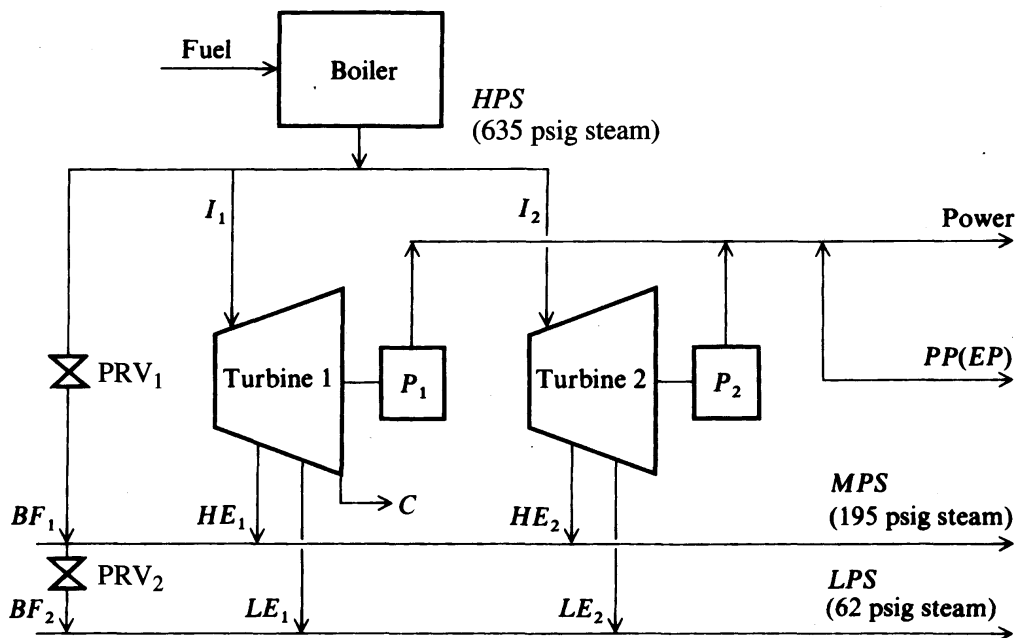 Fuel
Boiler
HPS
(635 psig steam)
I₁
I₂
Power
PRV₁
Turbine 1
P₁
Turbine 2
P₂
PP(EP)
C
MPS
(195 psig steam)
BF₁
HE₁
HE₂
PRV₂
LPS
(62 psig steam)
BF₂
LE₁
LE₂